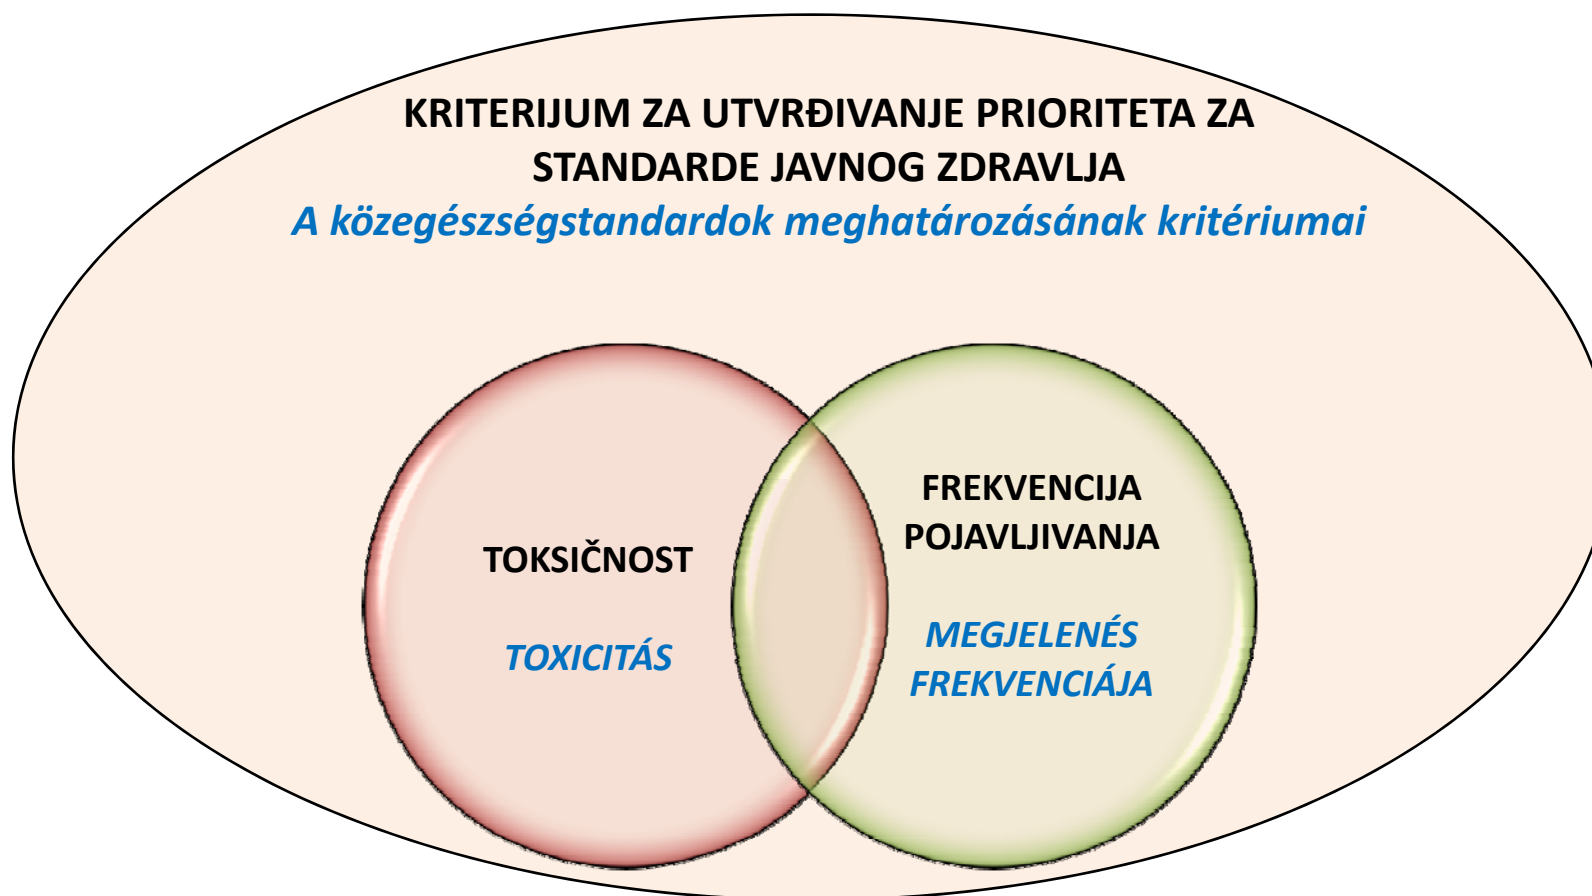 KRITERIJUM ZA UTVRĐIVANJE PRIORITETA ZA
STANDARDE JAVNOG ZDRAVLJA
A közegészségstandardok meghatározásának kritériumai
TOKSIČNOST
TOXICITÁS
FREKVENCIJA
POJAVLJIVANJA
MEGJELENÉS
FREKVENCIÁJA